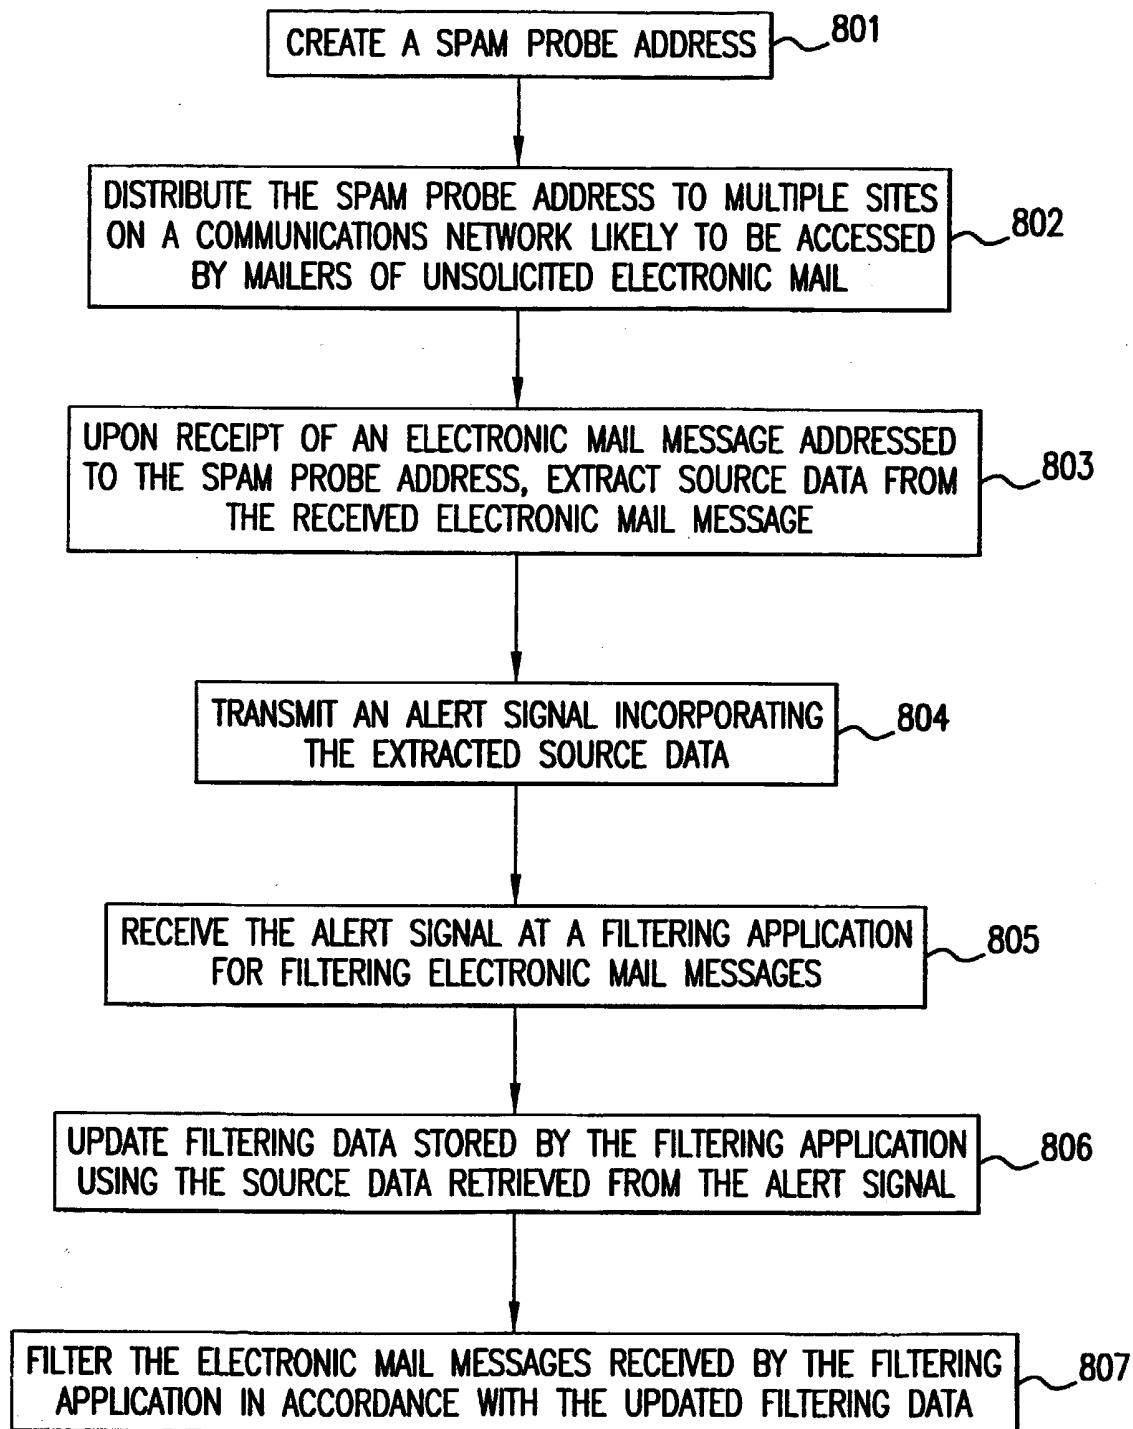 CREATE A SPAM PROBE ADDRESS
801
DISTRIBUTE THE SPAM PROBE ADDRESS TO MULTIPLE SITES
ON A COMMUNICATIONS NETWORK LIKELY TO BE ACCESSED
BY MAILERS OF UNSOLICITED ELECTRONIC MAIL
802
UPON RECEIPT OF AN ELECTRONIC MAIL MESSAGE ADDRESSED
TO THE SPAM PROBE ADDRESS, EXTRACT SOURCE DATA FROM
THE RECEIVED ELECTRONIC MAIL MESSAGE
803
TRANSMIT AN ALERT SIGNAL INCORPORATING
THE EXTRACTED SOURCE DATA
804
RECEIVE THE ALERT SIGNAL AT A FILTERING APPLICATION
FOR FILTERING ELECTRONIC MAIL MESSAGES
805
UPDATE FILTERING DATA STORED BY THE FILTERING APPLICATION
USING THE SOURCE DATA RETRIEVED FROM THE ALERT SIGNAL
806
FILTER THE ELECTRONIC MAIL MESSAGES RECEIVED BY THE FILTERING
APPLICATION IN ACCORDANCE WITH THE UPDATED FILTERING DATA
807